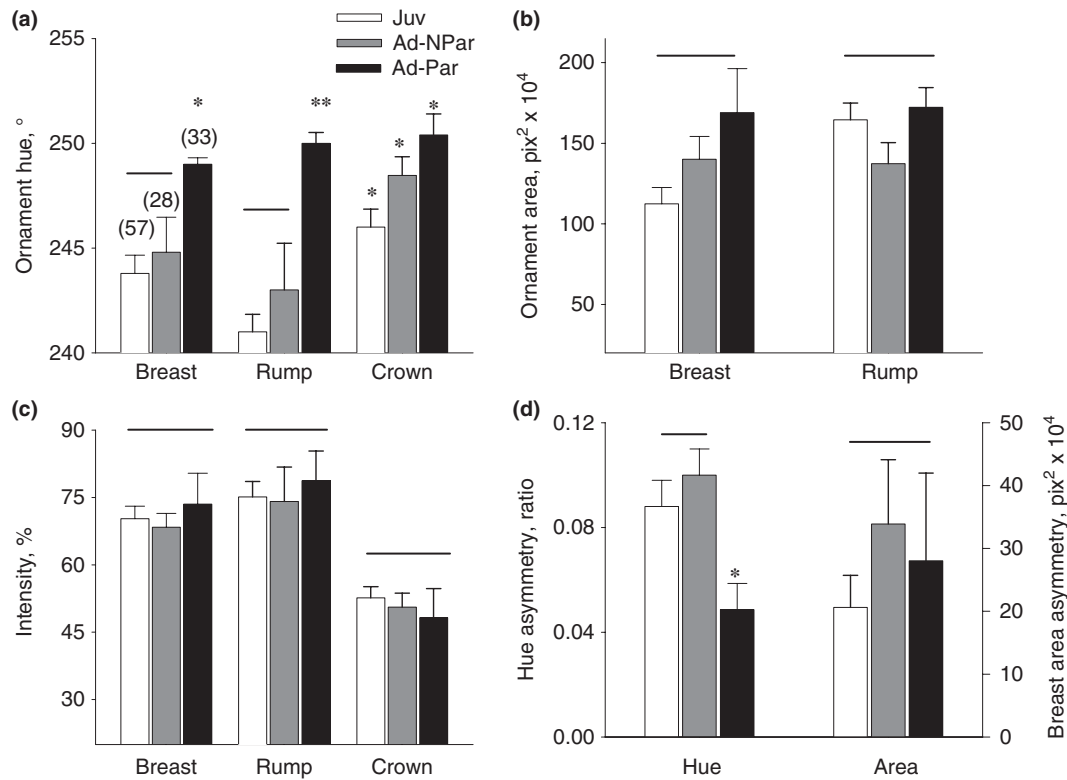 (a)
Juv
Ad-NPar
Ad-Par
Ornament hue, °
255
250
245
240
(57)
(28)
(33)
*
**
*
*
*
Breast Rump Crown
(b)
Ornament area, pix² x 10⁴
200
150
100
50
Breast Rump
(c)
Intensity, %
90
75
60
45
30
Breast Rump Crown
(d)
Hue asymmetry, ratio
0.12
0.08
0.04
0.00
*
Hue Area
50
40
30
20
10
0
Breast area asymmetry, pix² x 10⁴